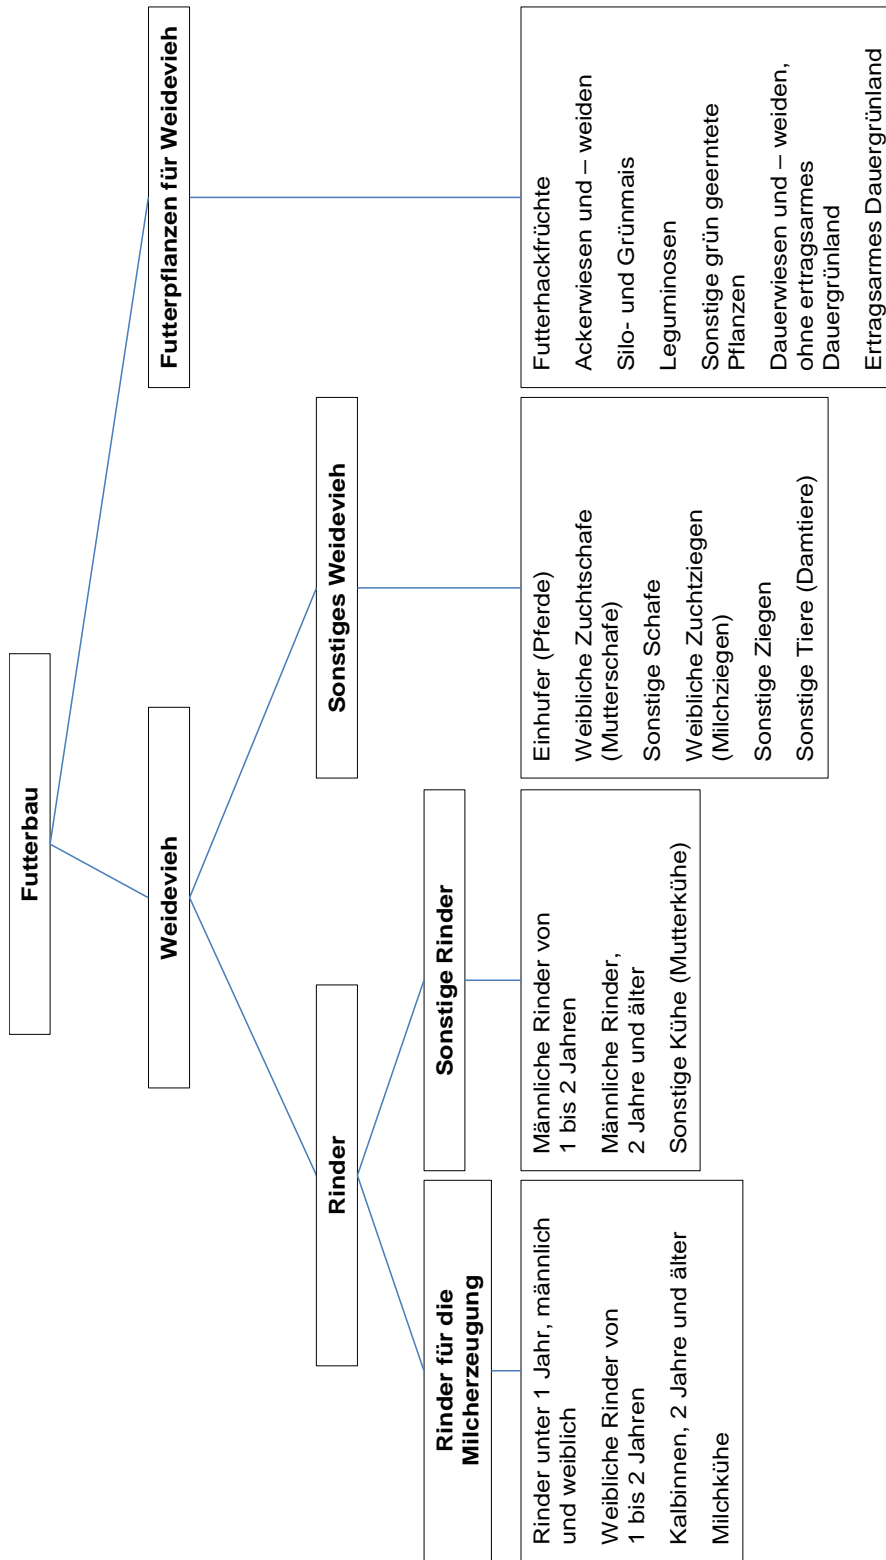 Futterbau
Weidevieh
Futterpflanzen für Weidevieh
Rinder
Sonstiges Weidevieh
Rinder für die
Milcherzeugung
Sonstige Rinder
Rinder unter 1 Jahr, männlich
und weiblich
Weibliche Rinder von
1 bis 2 Jahren
Kalbinnen, 2 Jahre und älter
Milchkühe
Männliche Rinder von
1 bis 2 Jahren
Männliche Rinder,
2 Jahre und älter
Sonstige Kühe (Mutterkühe)
Einhufer (Pferde)
Weibliche Zuchtschafe
(Mutterschafe)
Sonstige Schafe
Weibliche Zuchtziegen
(Milchziegen)
Sonstige Ziegen
Sonstige Tiere (Damtiere)
Futterhackfrüchte
Ackerwiesen und – weiden
Silo- und Grünmais
Leguminosen
Sonstige grün geerntete
Pflanzen
Dauerwiesen und – weiden,
ohne ertragsarmes
Dauergrünland
Ertragsarmes Dauergrünland